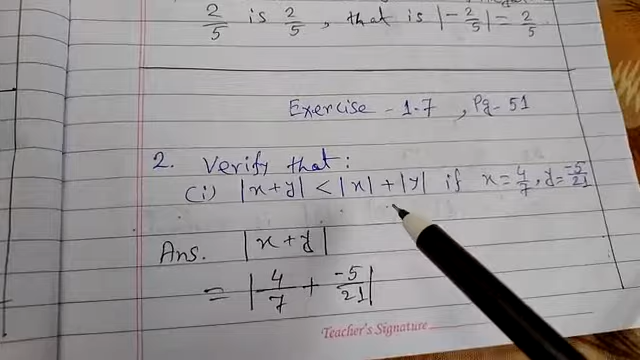 2/5 is 2/5, that is |-2/5| = 2/5
Exercise - 1.7, Pg-51
2. Verify that:
(i) |x+y| < |x| + |y| if x = 4/7, y = -5/21
Ans. |x+y|
= |4/7 + -5/21|
Teacher's Signature